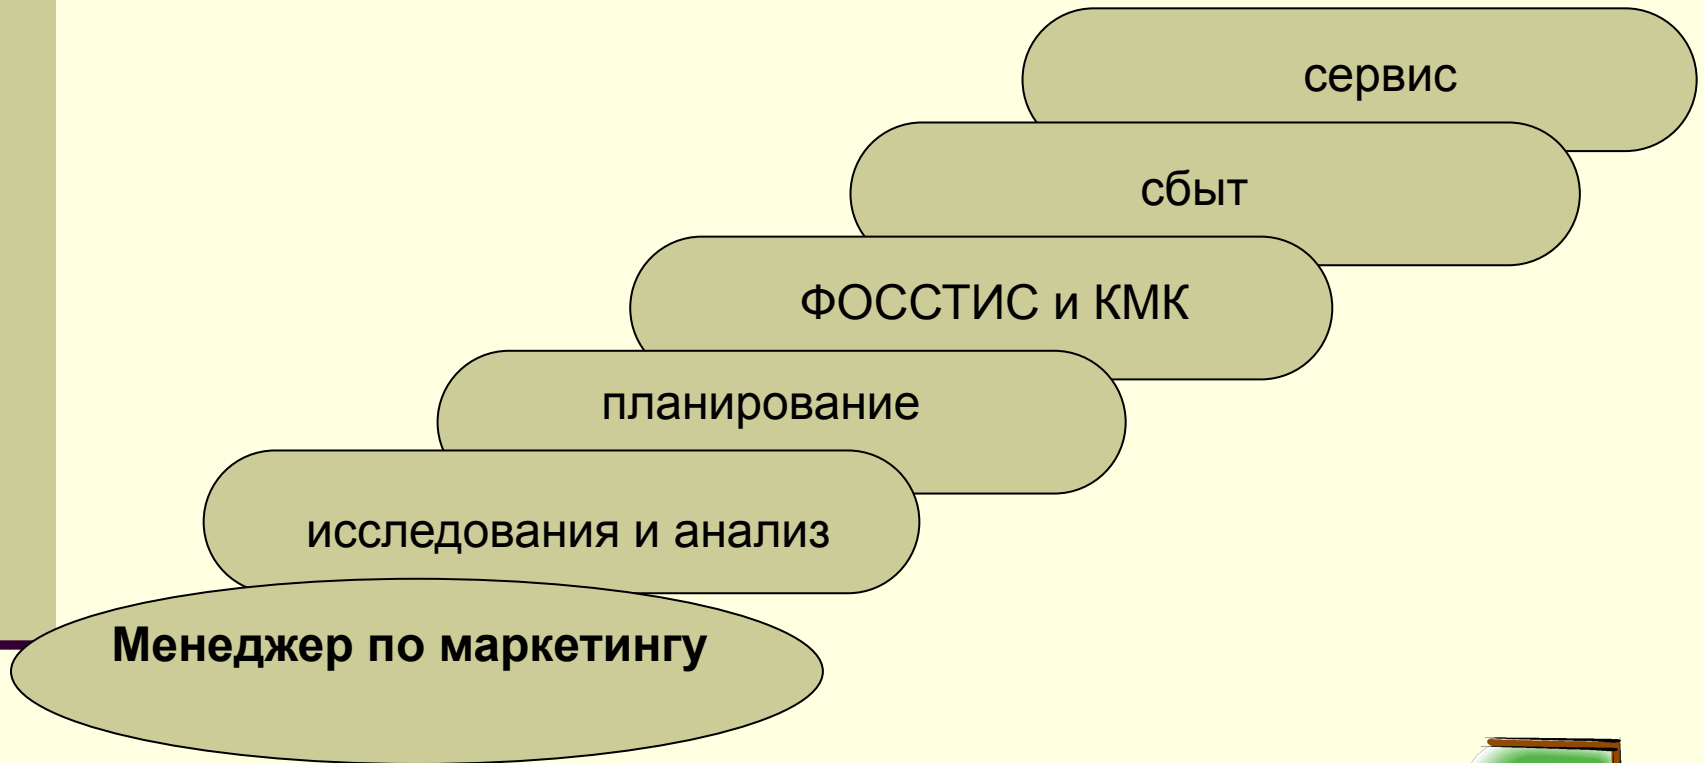 сервис
сбыт
ФОССТИС и КМК
планирование
исследования и анализ
Менеджер по маркетингу